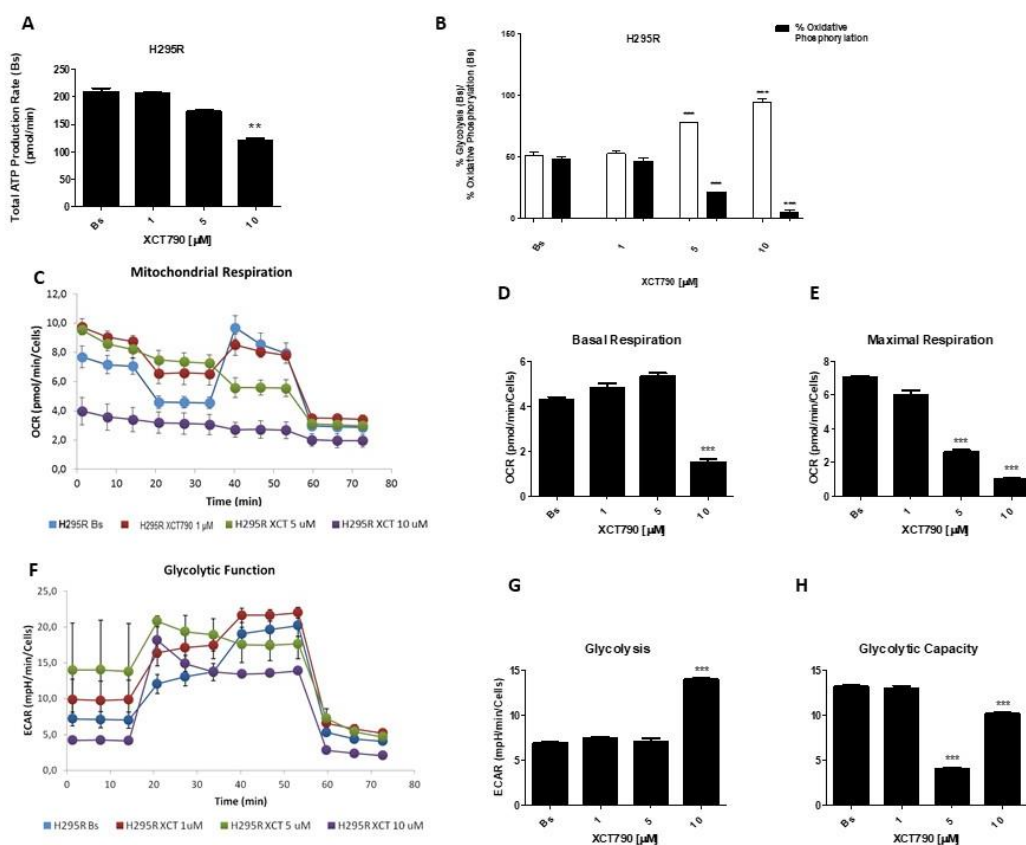 A
H295R
Total ATP Production Rate (Bs)
(pmol/min)
250
200
150
100
50
0
**
Bs
1
5
10
XCT790 [µM]
B
H295R
% Oxidative
Phosphorylation
% Glycolysis (Bs)/
% Oxidative Phosphorylation (Bs)
150
100
50
0
***
***
***
***
Bs
1
5
10
XCT790 [µM]
C
Mitochondrial Respiration
OCR (pmol/min/Cells)
12,0
10,0
8,0
6,0
4,0
2,0
0,0
0
10
20
30
40
50
60
70
80
Time (min)
H295R Bs
H295R XCT790 1 µM
H295R XCT 5 uM
H295R XCT 10 uM
D
Basal Respiration
OCR (pmol/min/Cells)
6
4
2
0
***
Bs
1
5
10
XCT790 [µM]
E
Maximal Respiration
OCR (pmol/min/Cells)
8
6
4
2
0
***
***
Bs
1
5
10
XCT790 [µM]
F
Glycolytic Function
ECAR (mpH/min/Cells)
25,0
20,0
15,0
10,0
5,0
0,0
0
10
20
30
40
50
60
70
80
Time (min)
H295R Bs
H295R XCT 1uM
H295R XCT 5 uM
H295R XCT 10 uM
G
Glycolysis
ECAR (mpH/min/Cells)
15
10
5
0
***
Bs
1
5
10
XCT790 [µM]
H
Glycolytic Capacity
15
10
5
0
***
***
Bs
1
5
10
XCT790 [µM]